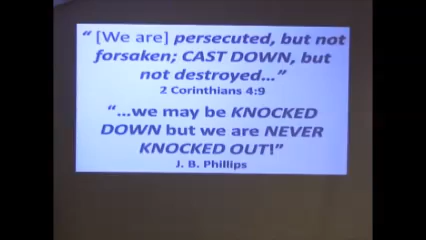 “ [We are] persecuted, but not
forsaken; CAST DOWN, but
not destroyed...”
2 Corinthians 4:9
“...we may be KNOCKED
DOWN but we are NEVER
KNOCKED OUT!”
J. B. Phillips